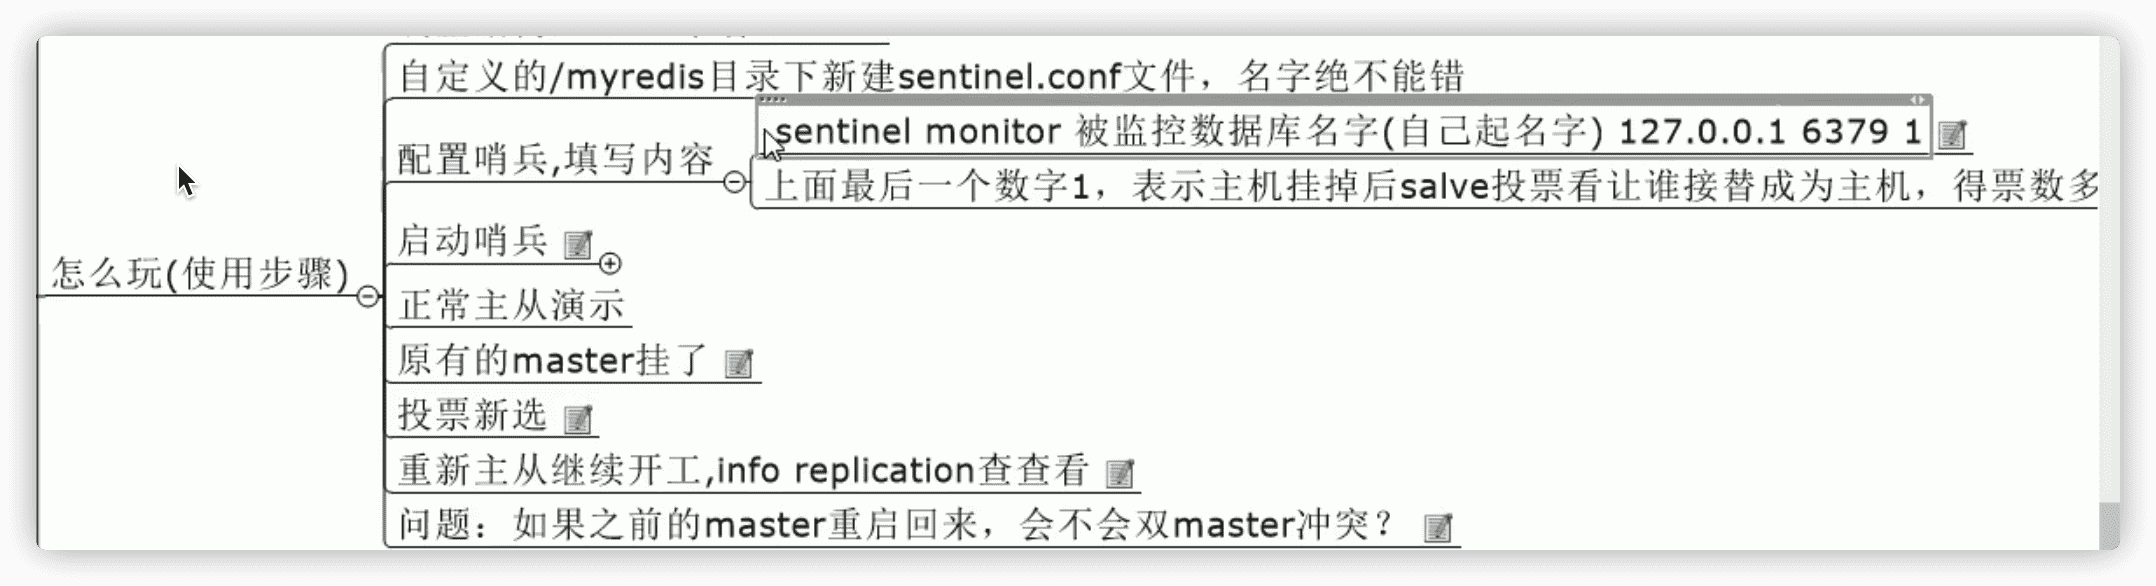 自定义的/myredis目录下新建sentinel.conf文件，名字绝不能错
sentinel monitor 被监控数据库名字(自己起名字) 127.0.0.1 6379 1
配置哨兵,填写内容
上面最后一个数字1，表示主机挂掉后salve投票看让谁接替成为主机，得票数多
启动哨兵
怎么玩(使用步骤)
正常主从演示
原有的master挂了
投票新选
重新主从继续开工,info replication查查看
问题：如果之前的master重启回来，会不会双master冲突？